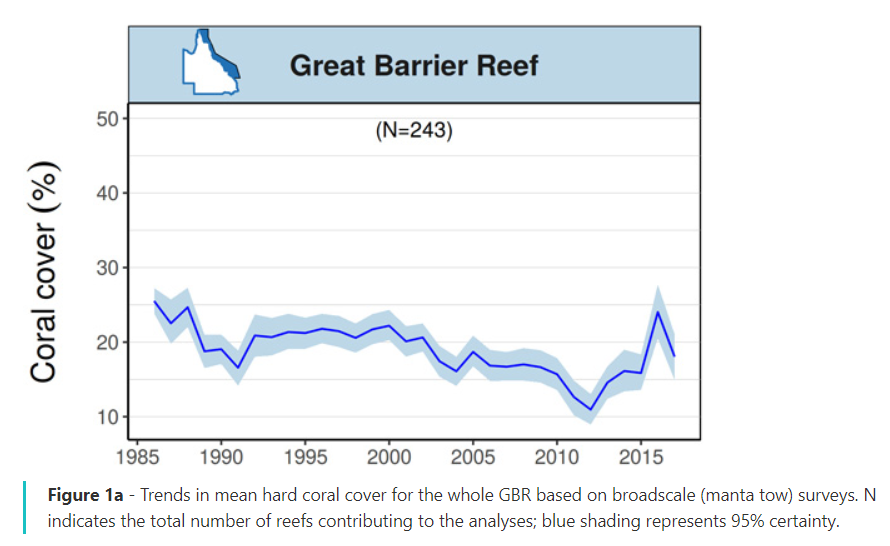 Great Barrier Reef
(N=243)
Coral cover (%)
50
40
30
20
10
1985 1990 1995 2000 2005 2010 2015
Figure 1a - Trends in mean hard coral cover for the whole GBR based on broadscale (manta tow) surveys. N
indicates the total number of reefs contributing to the analyses; blue shading represents 95% certainty.